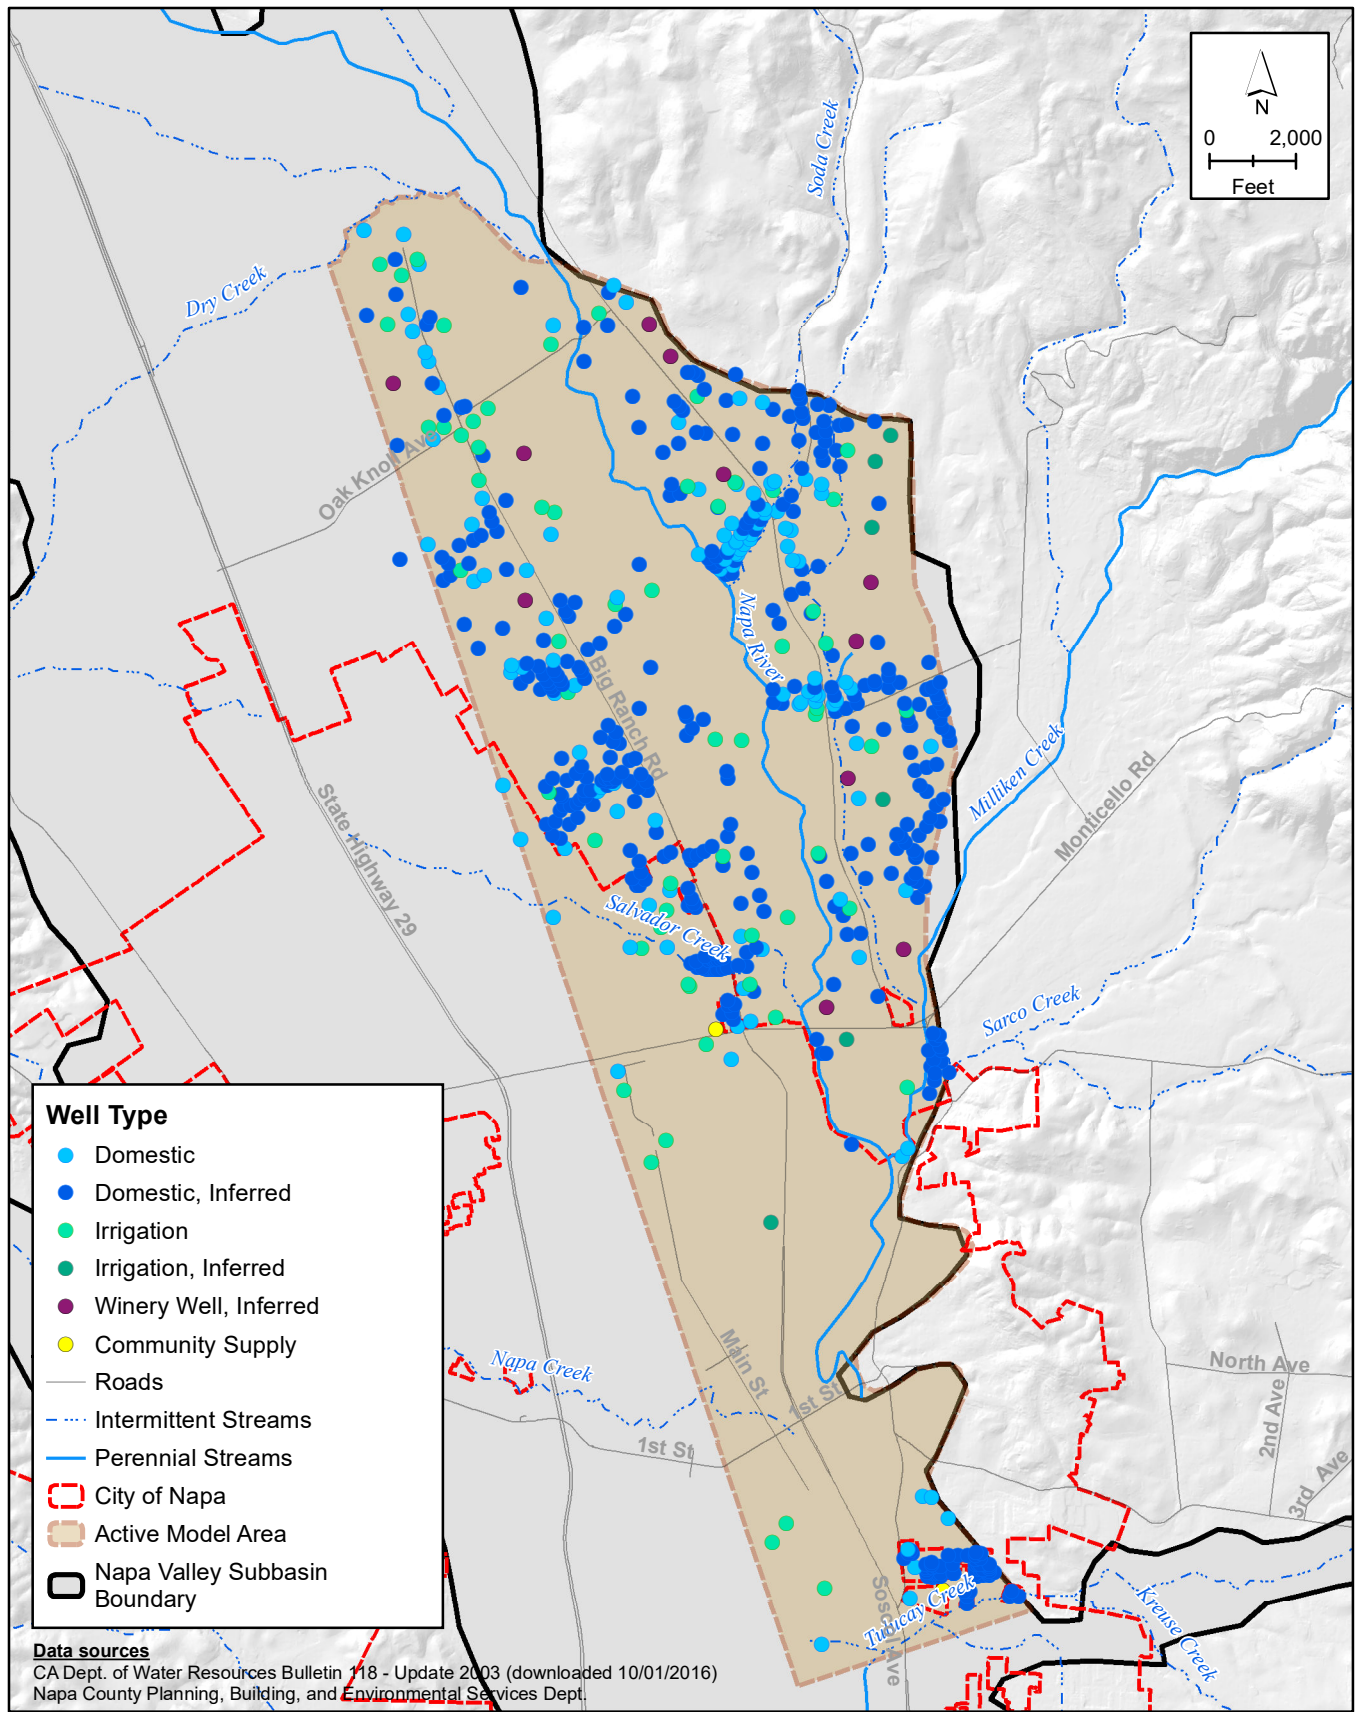 N
0 2,000
Feet
Soda Creek
Dry Creek
Oak Knoll Ave
Napa River
Big Ranch Rd
Milliken Creek
Monticello Rd
State Highway 29
Salvador Creek
Sarco Creek
Well Type
Domestic
Domestic, Inferred
Irrigation
Irrigation, Inferred
Winery Well, Inferred
Community Supply
Roads
Intermittent Streams
Perennial Streams
City of Napa
Active Model Area
Napa Valley Subbasin
Boundary
Napa Creek
Main St
1st St
1st St
North Ave
2nd Ave
3rd Ave
Soscol Ave
Tulucay Creek
Kreuse Creek
Data sources
CA Dept. of Water Resources Bulletin 118 - Update 2003 (downloaded 10/01/2016)
Napa County Planning, Building, and Environmental Services Dept.